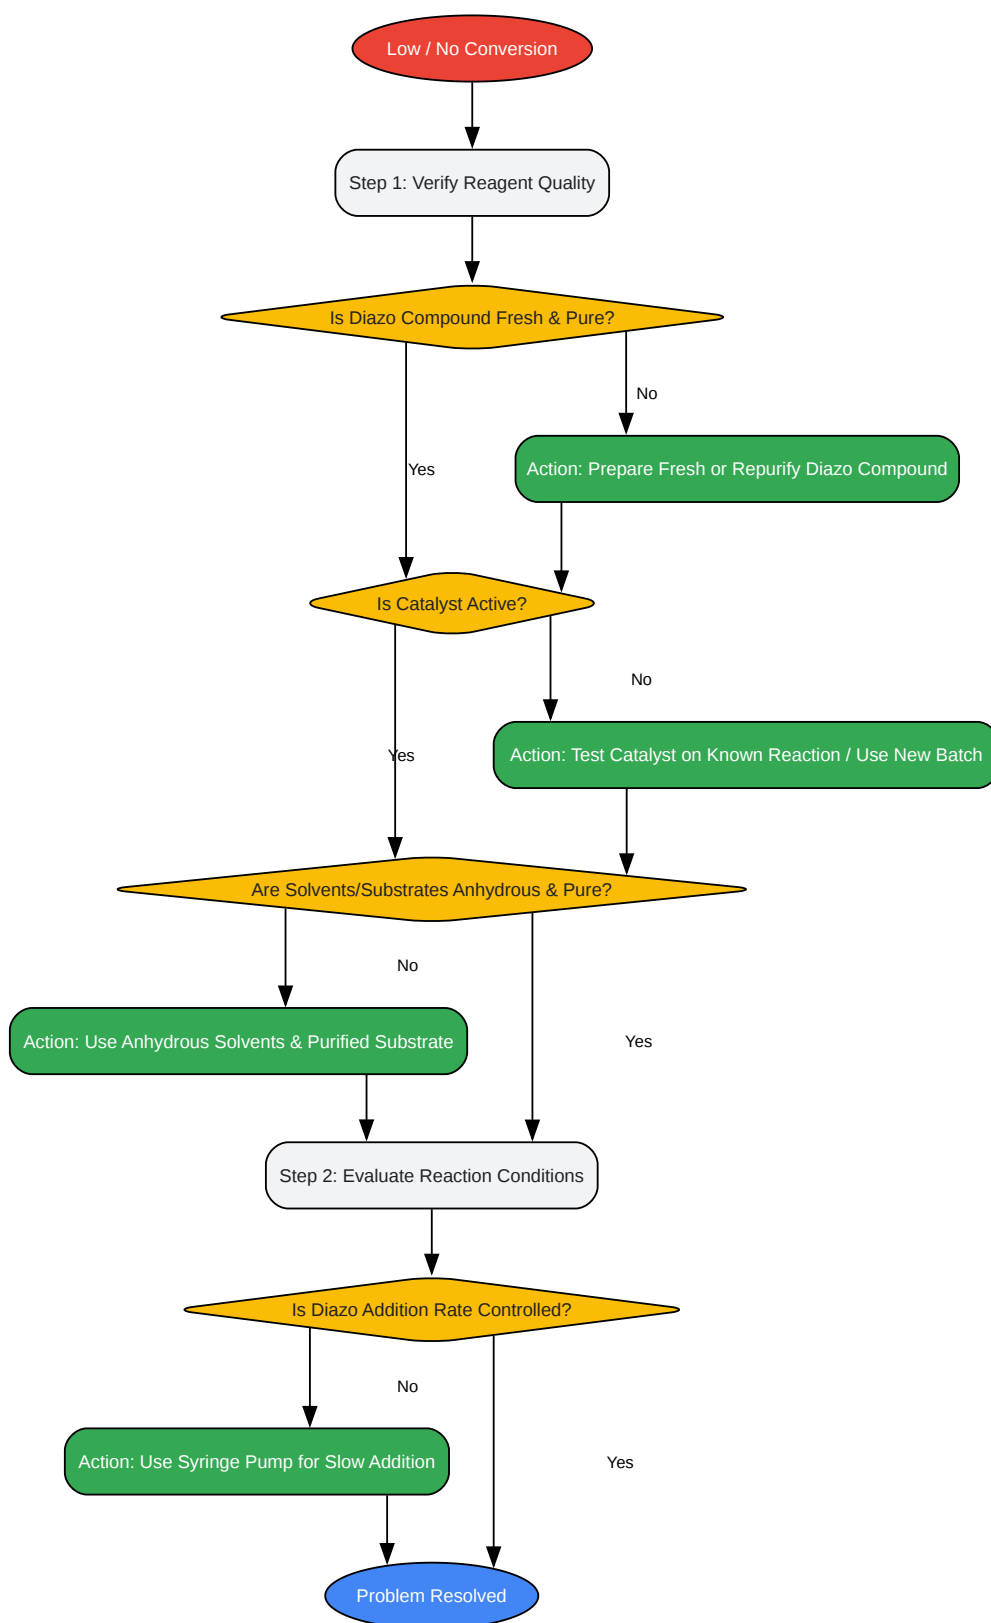 Low / No Conversion
Step 1: Verify Reagent Quality
Is Diazo Compound Fresh & Pure?
No
Action: Prepare Fresh or Repurify Diazo Compound
Yes
Is Catalyst Active?
No
Action: Test Catalyst on Known Reaction / Use New Batch
Yes
Are Solvents/Substrates Anhydrous & Pure?
No
Action: Use Anhydrous Solvents & Purified Substrate
Yes
Step 2: Evaluate Reaction Conditions
Is Diazo Addition Rate Controlled?
No
Action: Use Syringe Pump for Slow Addition
Yes
Problem Resolved